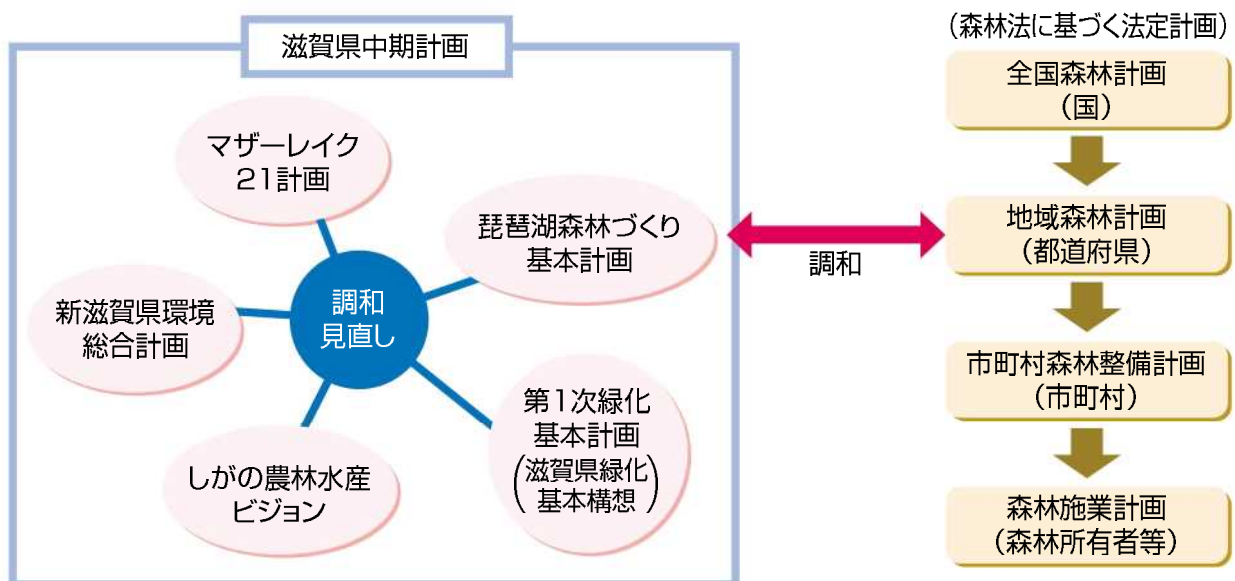 滋賀県中期計画
マザーレイク
21計画
琵琶湖森林づくり
基本計画
調和
見直し
新滋賀県環境
総合計画
しがの農林水産
ビジョン
第1次緑化
基本計画
(滋賀県緑化
基本構想)
調和
(森林法に基づく法定計画)
全国森林計画
(国)
地域森林計画
(都道府県)
市町村森林整備計画
(市町村)
森林施業計画
(森林所有者等)